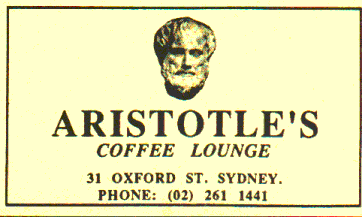 ARISTOTLE'S
COFFEE LOUNGE
31 OXFORD ST. SYDNEY.
PHONE: (02) 261 1441